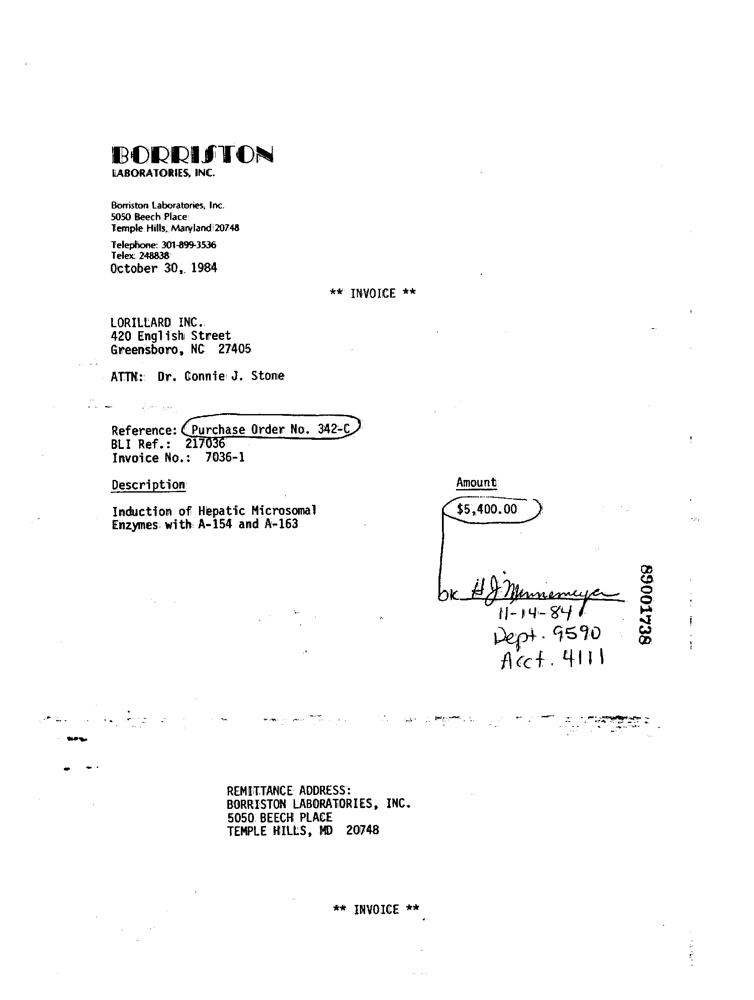 BORRISTON
LABORATORIES, INC.
Borriston Laboratories, Inc.
5050 Beech Place
Temple Hills, Maryland 20748
Telephone: 301-899-3536
Telex: 248838
October 30, 1984
** INVOICE **
LORILLARD INC.
420 English Street
Greensboro, NC 27405
ATTN: Dr. Connie J. Stone
Reference: Purchase Order No. 342-C
BLI Ref.: 217036
Invoice No.: 7036-1
Description Amount
Induction of Hepatic Microsomal $5,400.00
Enzymes with A-154 and A-163
ok HJ Minnemeyer
11-14-84
Dept. 9590
Acct. 4111
89001738
REMITTANCE ADDRESS:
BORRISTON LABORATORIES, INC.
5050 BEECH PLACE
TEMPLE HILLS, MD 20748
** INVOICE **